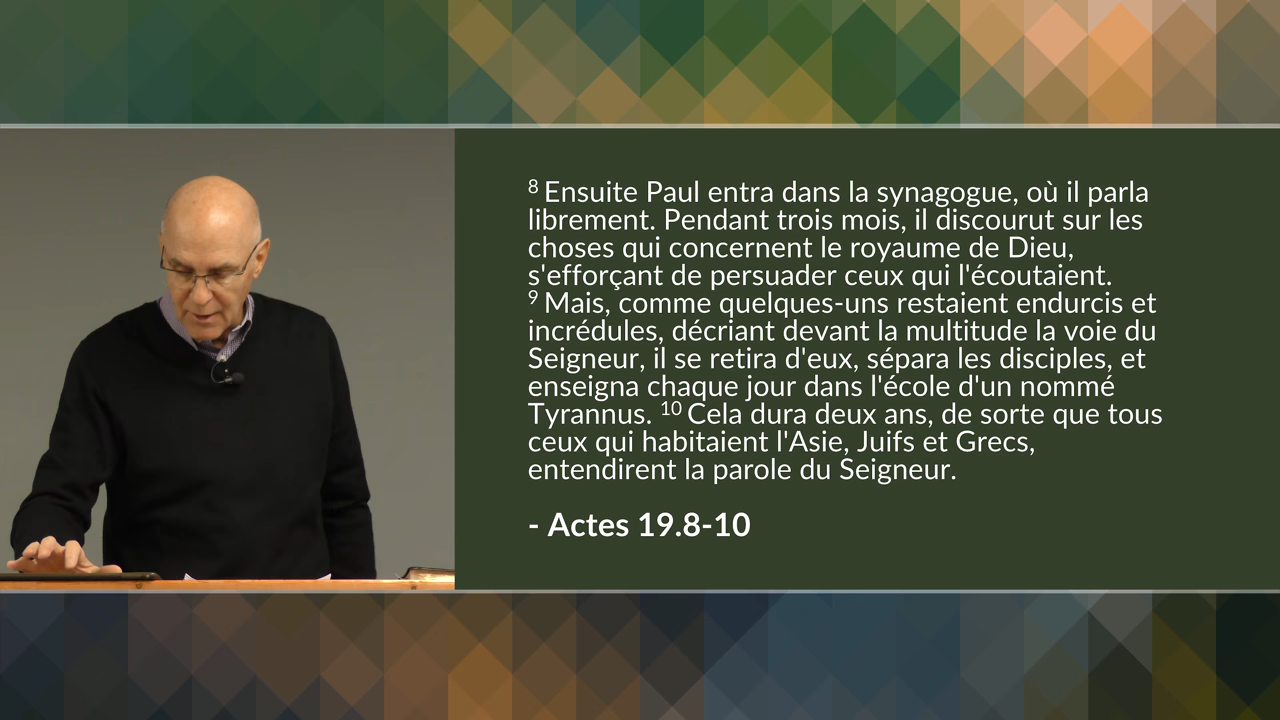 8 Ensuite Paul entra dans la synagogue, où il parla
librement. Pendant trois mois, il discourut sur les
choses qui concernent le royaume de Dieu,
s'efforçant de persuader ceux qui l'écoutaient.
9 Mais, comme quelques-uns restaient endurcis et
incrédules, décriant devant la multitude la voie du
Seigneur, il se retira d'eux, sépara les disciples, et
enseigna chaque jour dans l'école d'un nommé
Tyrannus. 10 Cela dura deux ans, de sorte que tous
ceux qui habitaient l'Asie, Juifs et Grecs,
entendirent la parole du Seigneur.
- Actes 19.8-10